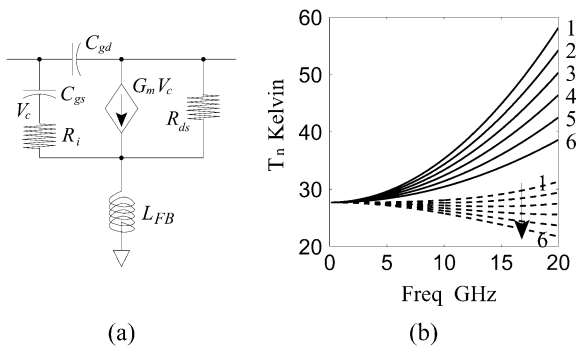 C_gd
V_c
C_gs
G_m V_c
R_i
R_ds
L_FB
(a)
60
50
40
30
20
T_n Kelvin
1
2
3
4
5
6
1
6
0
5
10
15
20
Freq GHz
(b)